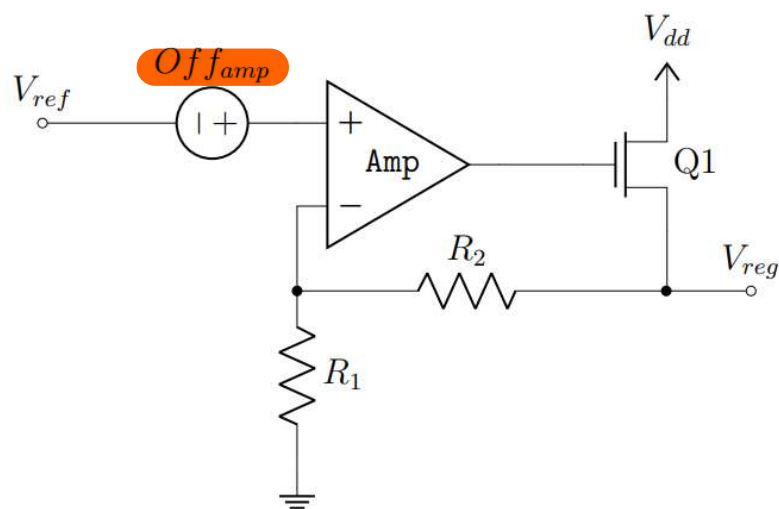 V_dd
Off_amp
V_ref
+
Amp
Q1
−
R_2
V_reg
R_1